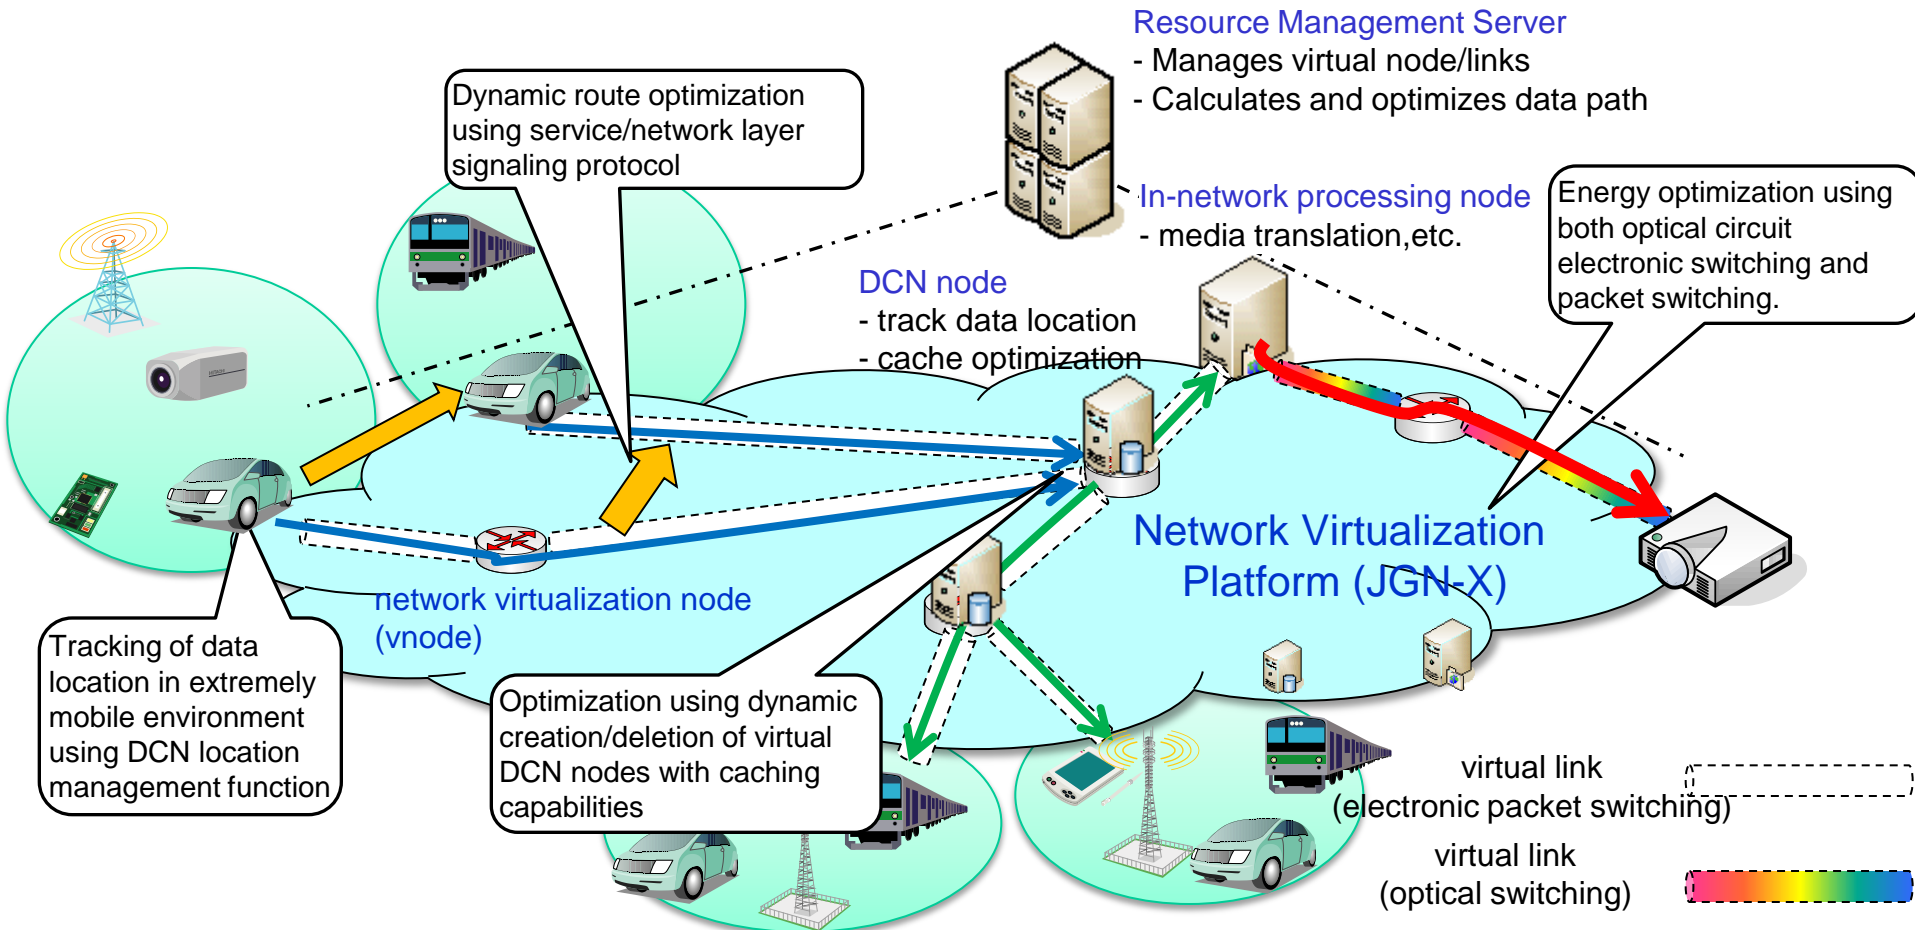 Resource Management Server
- Manages virtual node/links
- Calculates and optimizes data path
Dynamic route optimization
using service/network layer
signaling protocol
In-network processing node
- media translation,etc.
Energy optimization using
both optical circuit
electronic switching and
packet switching.
DCN node
- track data location
- cache optimization
Network Virtualization
Platform (JGN-X)
network virtualization node
(vnode)
Tracking of data
location in extremely
mobile environment
using DCN location
management function
Optimization using dynamic
creation/deletion of virtual
DCN nodes with caching
capabilities
virtual link
(electronic packet switching)
virtual link
(optical switching)